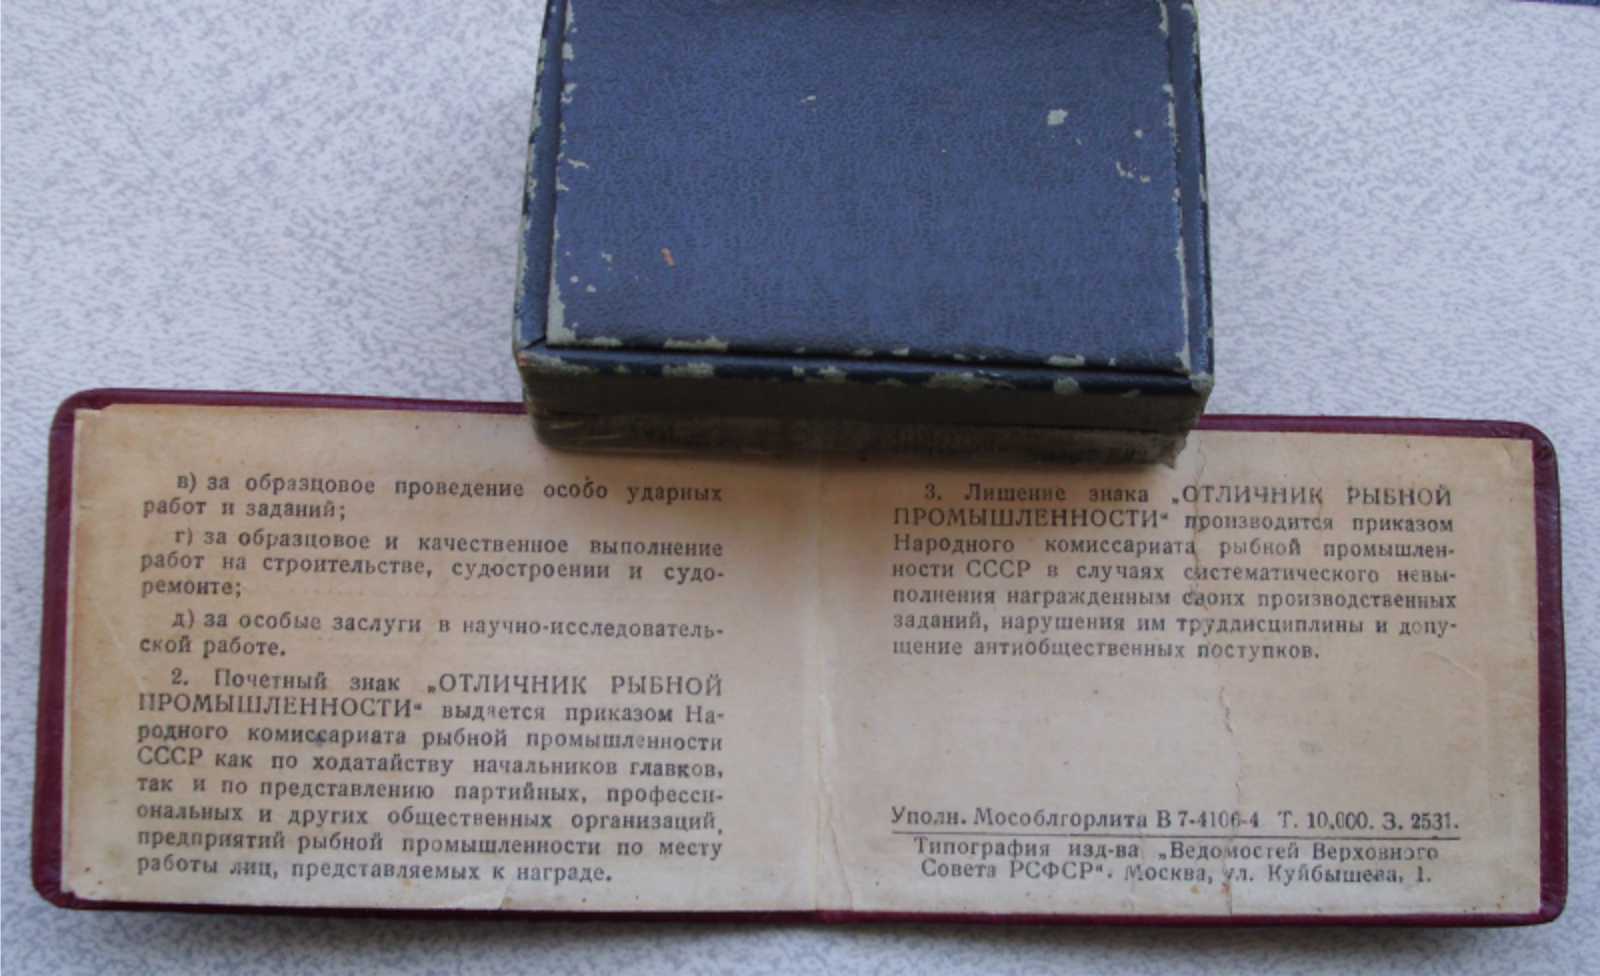 в) за образцовое проведение особо ударных
работ и заданий;
г) за образцовое и качественное выполнение
работ на строительстве, судостроении и судо-
ремонте;
д) за особые заслуги в научно-исследователь-
ской работе.
2. Почетный знак „ОТЛИЧНИК РЫБНОЙ
ПРОМЫШЛЕННОСТИ“ выдается приказом На-
родного комиссариата рыбной промышленности
СССР как по ходатайству начальников главков,
так и по представлению партийных, професси-
ональных и других общественных организаций,
предприятий рыбной промышленности по месту
работы лиц, представляемых к награде.
3. Лишение знака „ОТЛИЧНИК РЫБНОЙ
ПРОМЫШЛЕННОСТИ“ производится приказом
Народного комиссариата рыбной промышлен-
ности СССР в случаях систематического невы-
полнения награжденным своих производственных
заданий, нарушения им труддисциплины и допу-
щение антиобщественных поступков.
Уполн. Мособлгорлита В 7-4106-4 Т. 10,000. З. 2531.
Типография изд-ва „Ведомостей Верховного
Совета РСФСР“. Москва, ул. Куйбышева, 1.